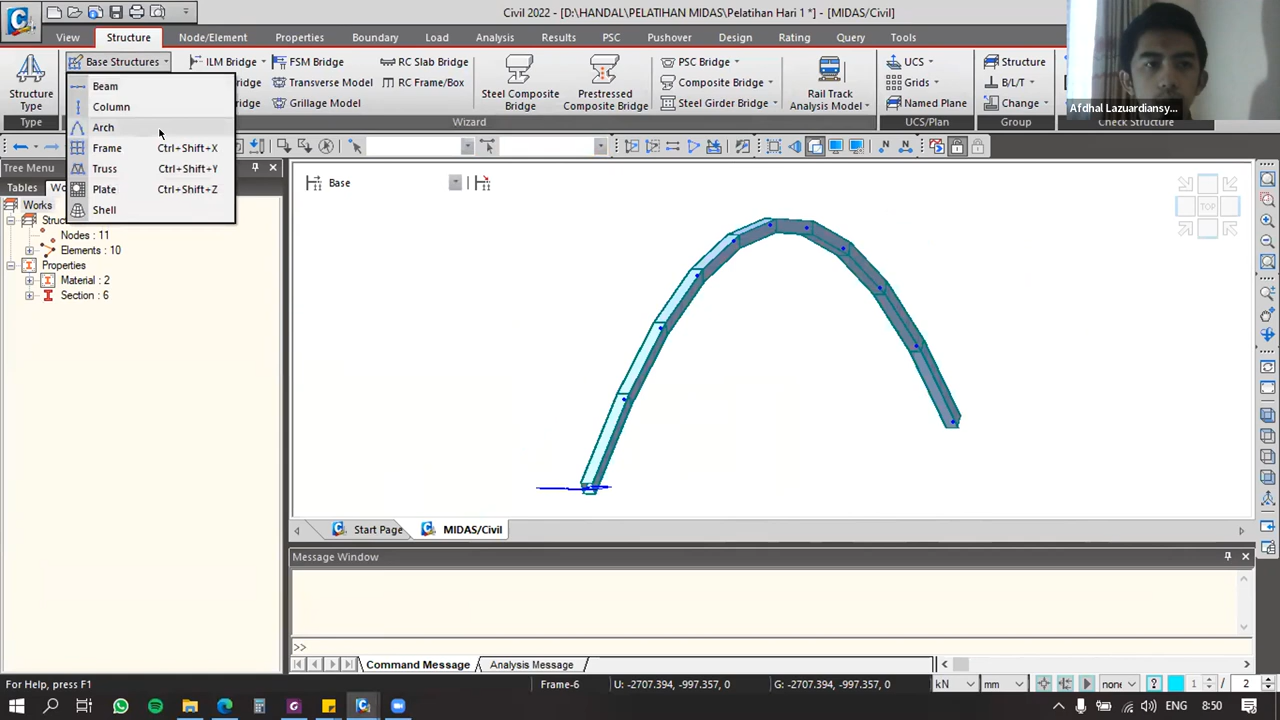 Civil 2022 - [D:\HANDAL\PELATIHAN MIDAS\Pelatihan Hari 1 *] - [MIDAS/Civil]
View Structure Node/Element Properties Boundary Load Analysis Results PSC Pushover Design Rating Query Tools
Structure Type
Base Structures
ILM Bridge
FSM Bridge
RC Slab Bridge
Transverse Model
RC Frame/Box
Grillage Model
Steel Composite Bridge
Prestressed Composite Bridge
PSC Bridge
Composite Bridge
Steel Girder Bridge
Rail Track Analysis Model
UCS
Grids
Named Plane
Structure
B/L/T
Change
Afdhal Lazuardiansy...
Type
Wizard
UCS/Plan
Group
Check Structure
Beam
Column
Arch
Frame Ctrl+Shift+X
Truss Ctrl+Shift+Y
Plate Ctrl+Shift+Z
Shell
Tree Menu
Tables
Works
Nodes : 11
Elements : 10
Properties
Material : 2
Section : 6
Base
TOP
Start Page
MIDAS/Civil
Message Window
>>
Command Message
Analysis Message
For Help, press F1
Frame-6
U: -2707.394, -997.357, 0
G: -2707.394, -997.357, 0
kN
mm
none
1 / 2
ENG
8:50